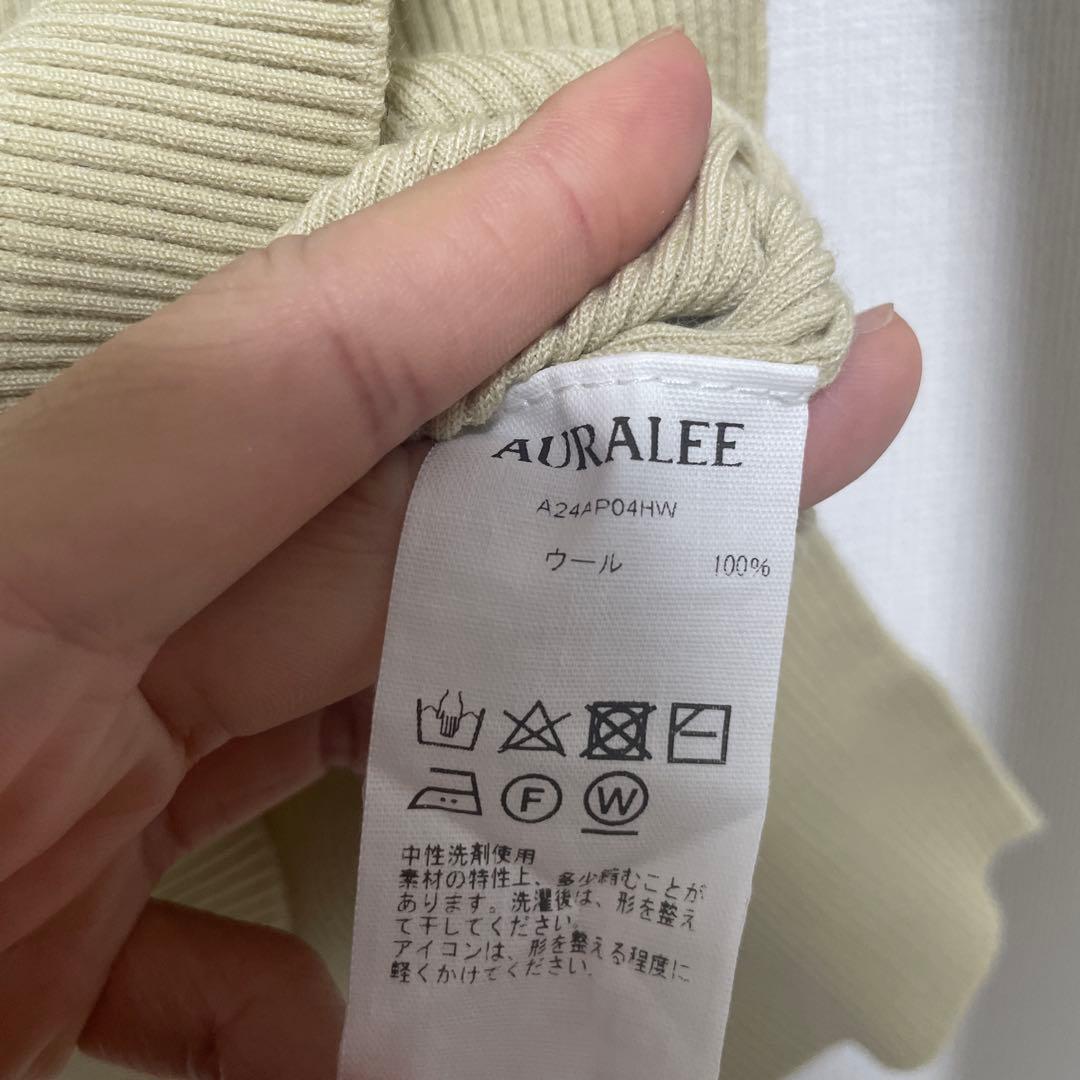 AURALEE
A24AP04HW
ウール 100%
F W
中性洗剤使用
素材の特性上、多少縮むことが
あります。洗濯後は、形を整え
て干してください。
アイロンは、形を整える程度に
軽くかけてください。